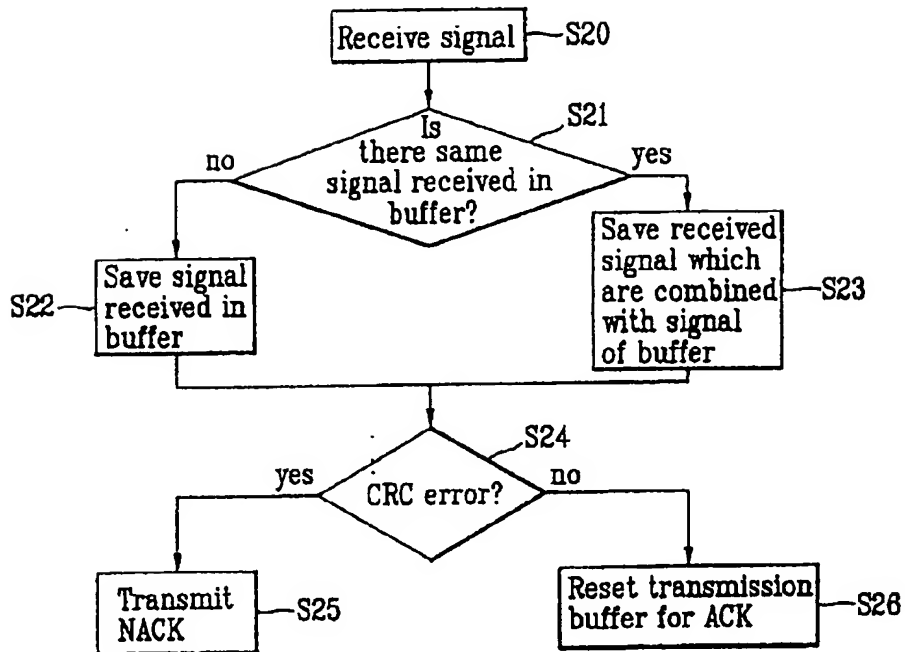 Receive signal
S20
Is
there same
signal received in
buffer?
S21
no
yes
Save signal
received in
buffer
S22
Save received
signal which
are combined
with signal
of buffer
S23
CRC error?
S24
yes
no
Transmit
NACK
S25
Reset transmission
buffer for ACK
S26